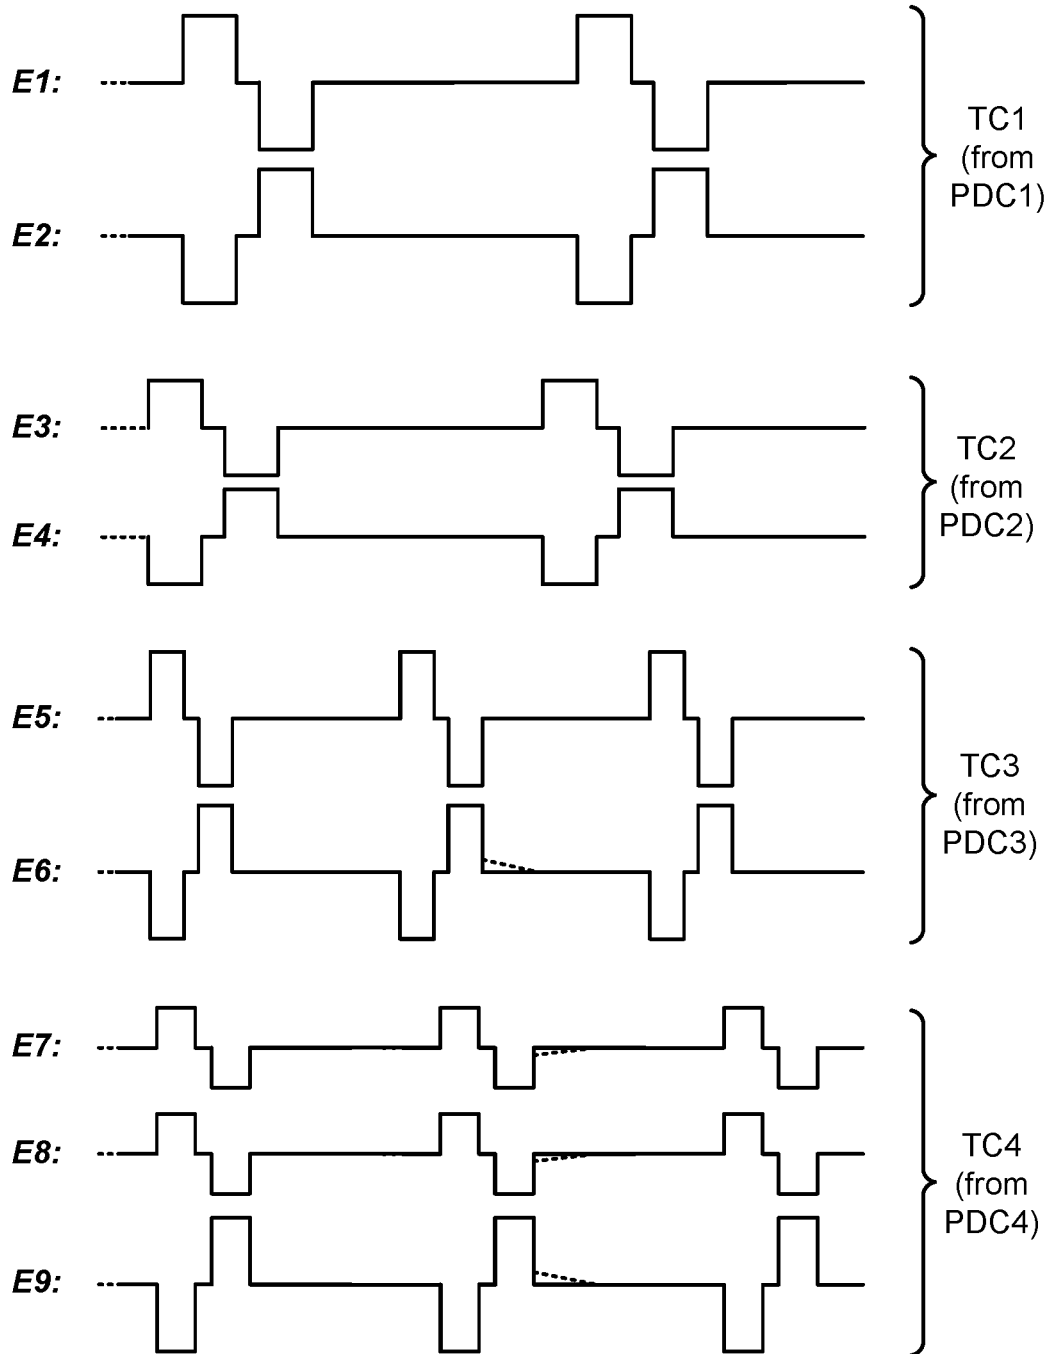 E1:
E2:
TC1
(from
PDC1)
E3:
E4:
TC2
(from
PDC2)
E5:
E6:
TC3
(from
PDC3)
E7:
E8:
E9:
TC4
(from
PDC4)